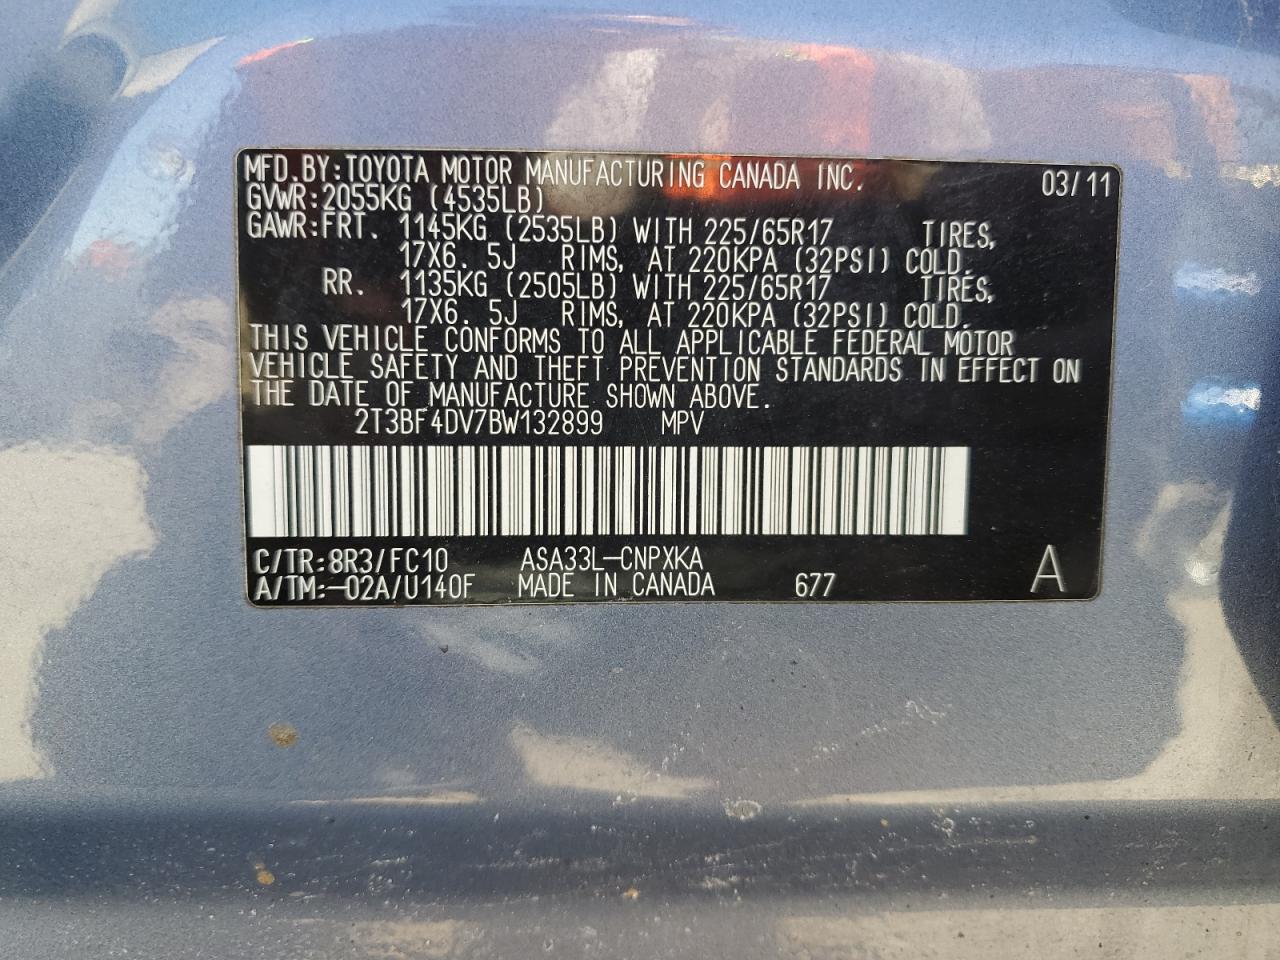 MFD.BY:TOYOTA MOTOR MANUFACTURING CANADA INC. 03/11
GVWR:2055KG (4535LB)
GAWR:FRT. 1145KG (2535LB) WITH 225/65R17 TIRES,
17X6.5J RIMS, AT 220KPA (32PSI) COLD.
RR. 1135KG (2505LB) WITH 225/65R17 TIRES,
17X6.5J RIMS, AT 220KPA (32PSI) COLD.
THIS VEHICLE CONFORMS TO ALL APPLICABLE FEDERAL MOTOR
VEHICLE SAFETY AND THEFT PREVENTION STANDARDS IN EFFECT ON
THE DATE OF MANUFACTURE SHOWN ABOVE.
2T3BF4DV7BW132899 MPV
C/TR:8R3/FC10 ASA33L-CNPXKA A
A/TM:-02A/U140F MADE IN CANADA 677